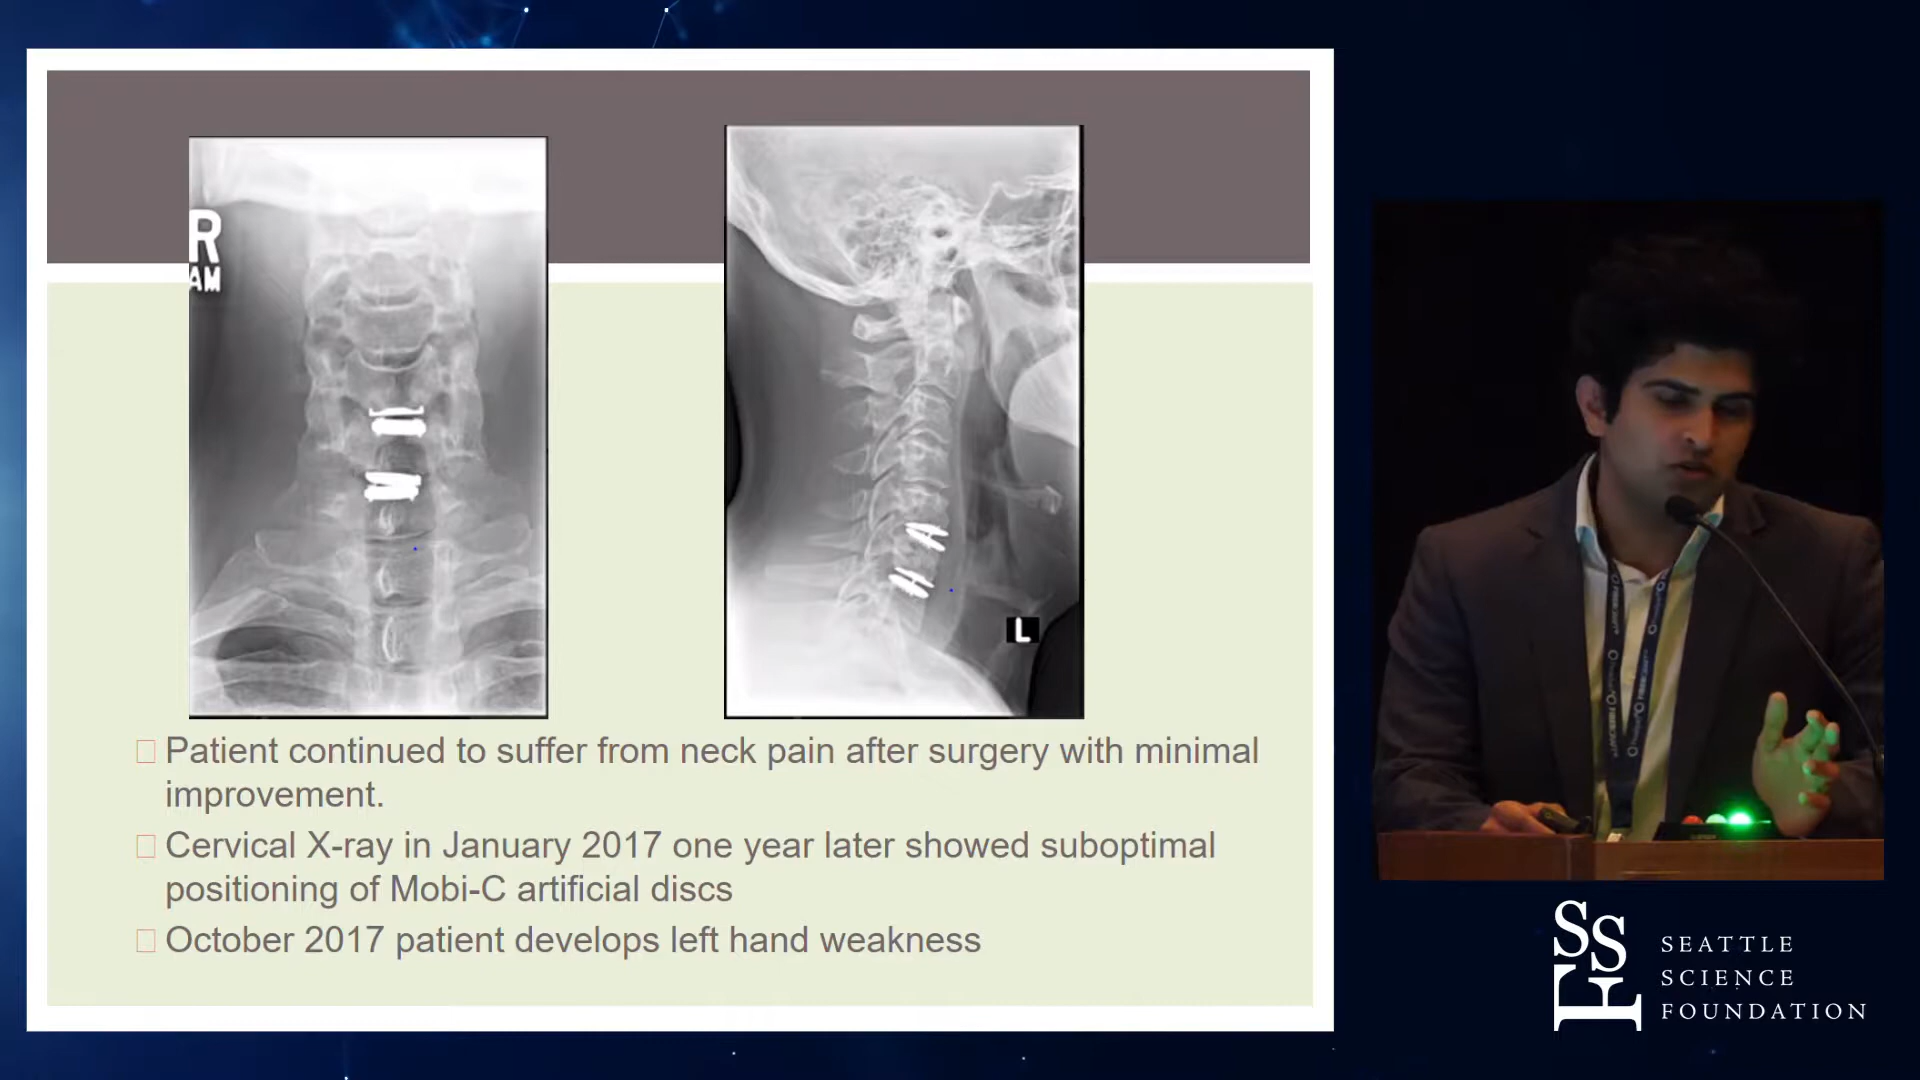 R
AM
L
Patient continued to suffer from neck pain after surgery with minimal
improvement.
Cervical X-ray in January 2017 one year later showed suboptimal
positioning of Mobi-C artificial discs
October 2017 patient develops left hand weakness
SSF
SEATTLE
SCIENCE
FOUNDATION